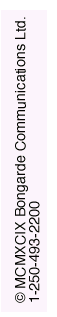 © MCMXCIX Bongarde Communications Ltd.
1-250-493-2200